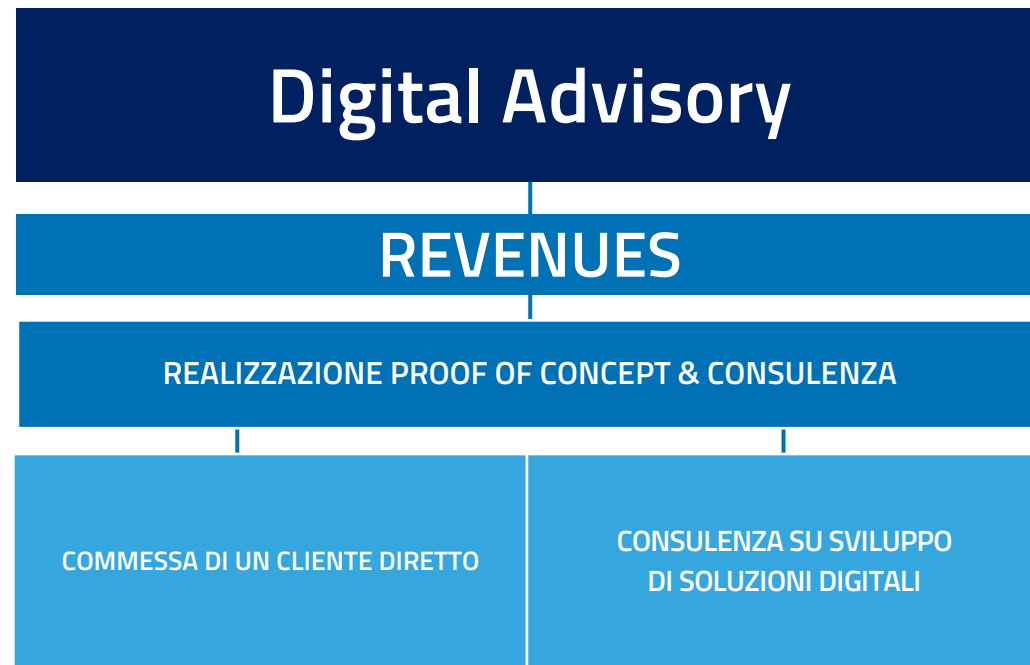 Digital Advisory
REVENUES
REALIZZAZIONE PROOF OF CONCEPT & CONSULENZA
COMMESSA DI UN CLIENTE DIRETTO
CONSULENZA SU SVILUPPO
DI SOLUZIONI DIGITALI